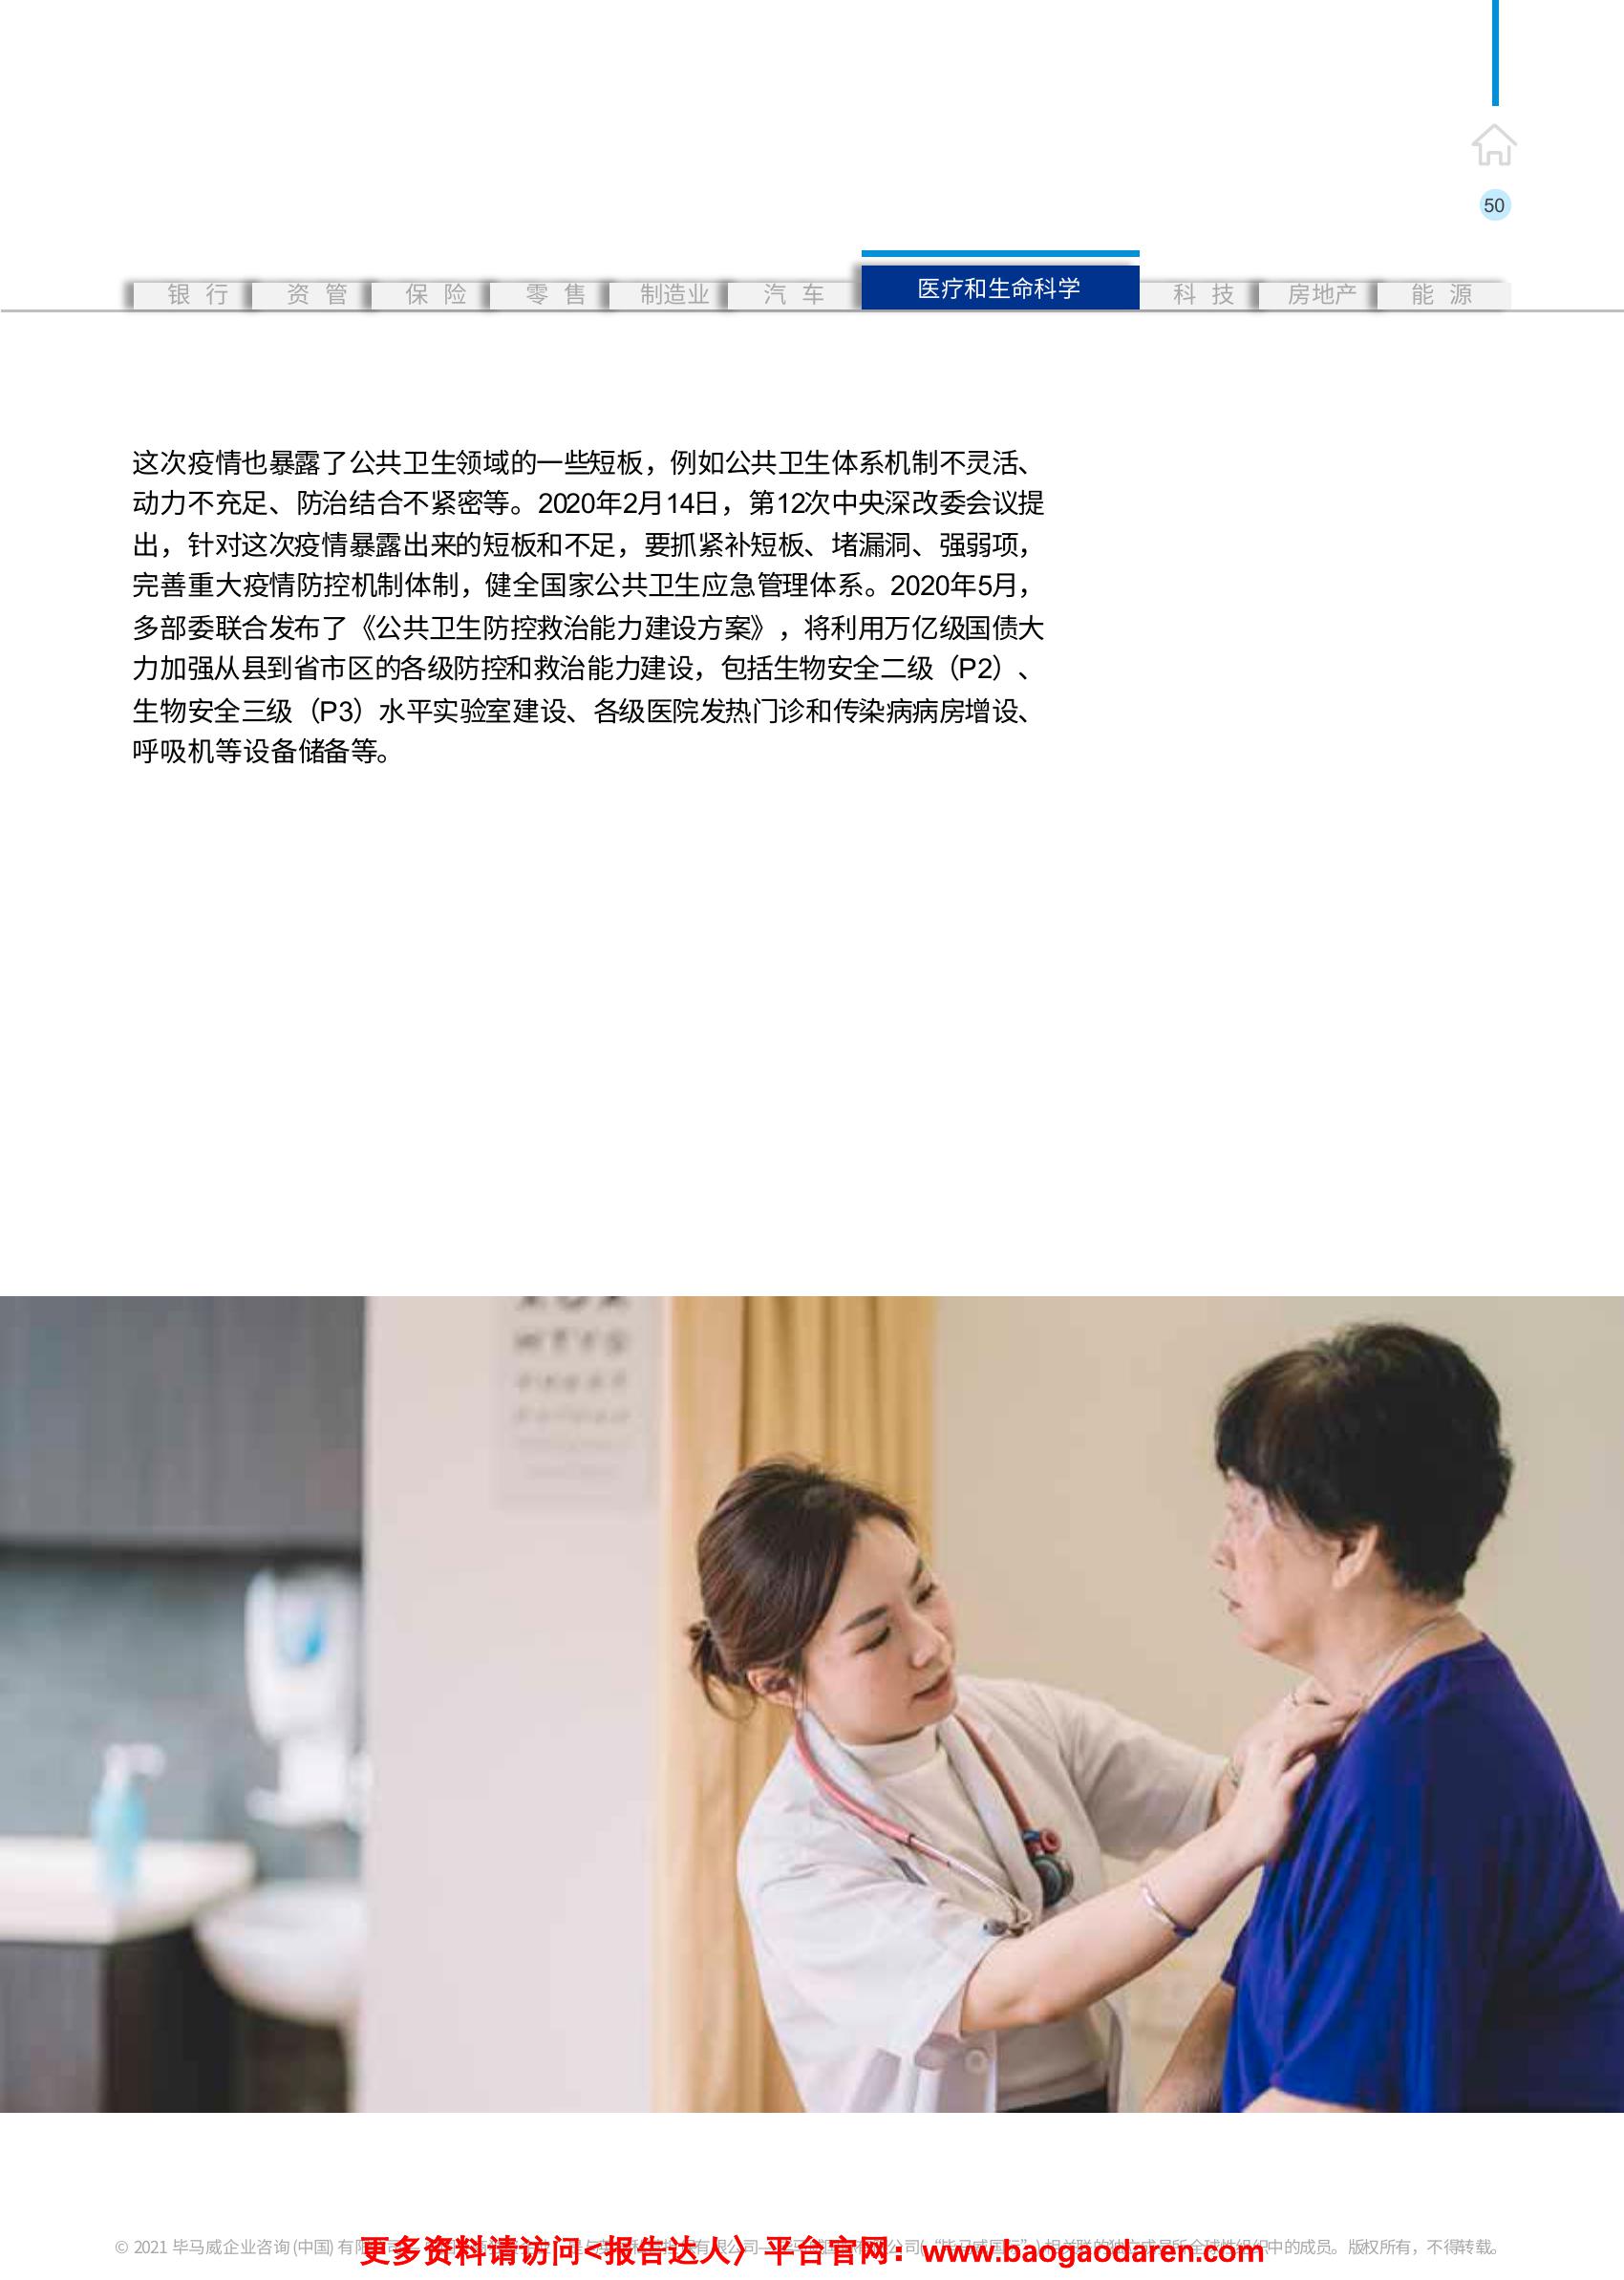 50
银 行 资 管 保 险 零 售 制造业 汽 车 医疗和生命科学 科 技 房地产 能 源
这次疫情也暴露了公共卫生领域的一些短板，例如公共卫生体系机制不灵活、
动力不充足、防治结合不紧密等。2020年2月14日，第12次中央深改委会议提
出，针对这次疫情暴露出来的短板和不足，要抓紧补短板、堵漏洞、强弱项，
完善重大疫情防控机制体制，健全国家公共卫生应急管理体系。2020年5月，
多部委联合发布了《公共卫生防控救治能力建设方案》，将利用万亿级国债大
力加强从县到省市区的各级防控和救治能力建设，包括生物安全二级（P2）、
生物安全三级（P3）水平实验室建设、各级医院发热门诊和传染病病房增设、
呼吸机等设备储备等。
© 2021 毕马威企业咨询 (中国) 有限 中的成员。版权所有，不得转载。
更多资料请访问<报告达人〉平台官网：www.baogaodaren.com